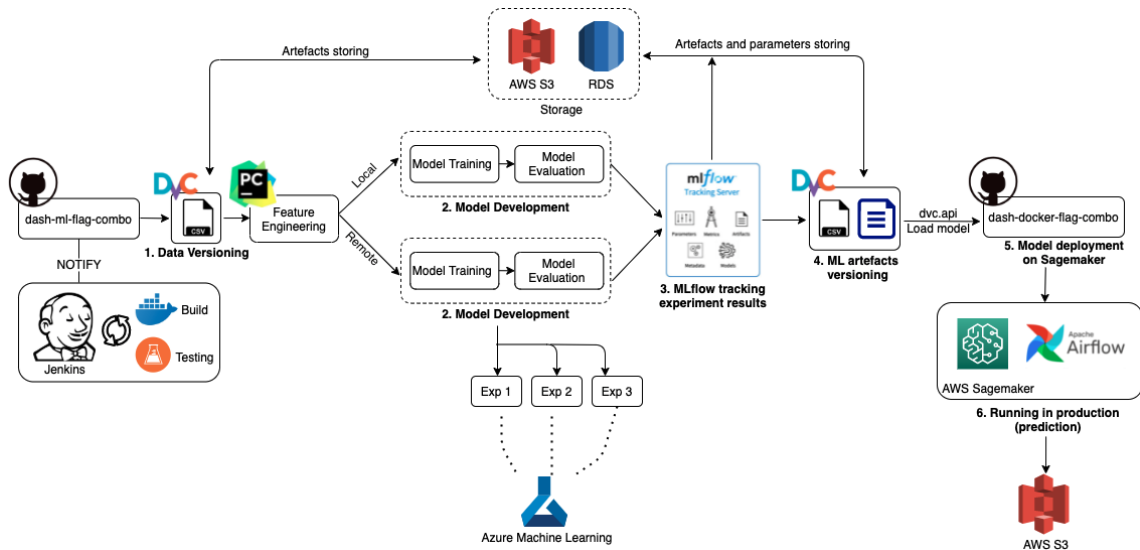 Artefacts storing
AWS S3
RDS
Storage
Artefacts and parameters storing
dash-ml-flag-combo
NOTIFY
Jenkins
Build
Testing
DVC
CSV
1. Data Versioning
PC
Feature
Engineering
Local
Remote
Model Training
Model
Evaluation
2. Model Development
Model Training
Model
Evaluation
2. Model Development
Exp 1
Exp 2
Exp 3
Azure Machine Learning
mlflow
Tracking Server
Parameters
Metrics
Artifacts
Metadata
Models
3. MLflow tracking
experiment results
DVC
CSV
4. ML artefacts
versioning
dvc.api
Load model
dash-docker-flag-combo
5. Model deployment
on Sagemaker
APACHE
Airflow
AWS Sagemaker
6. Running in production
(prediction)
AWS S3